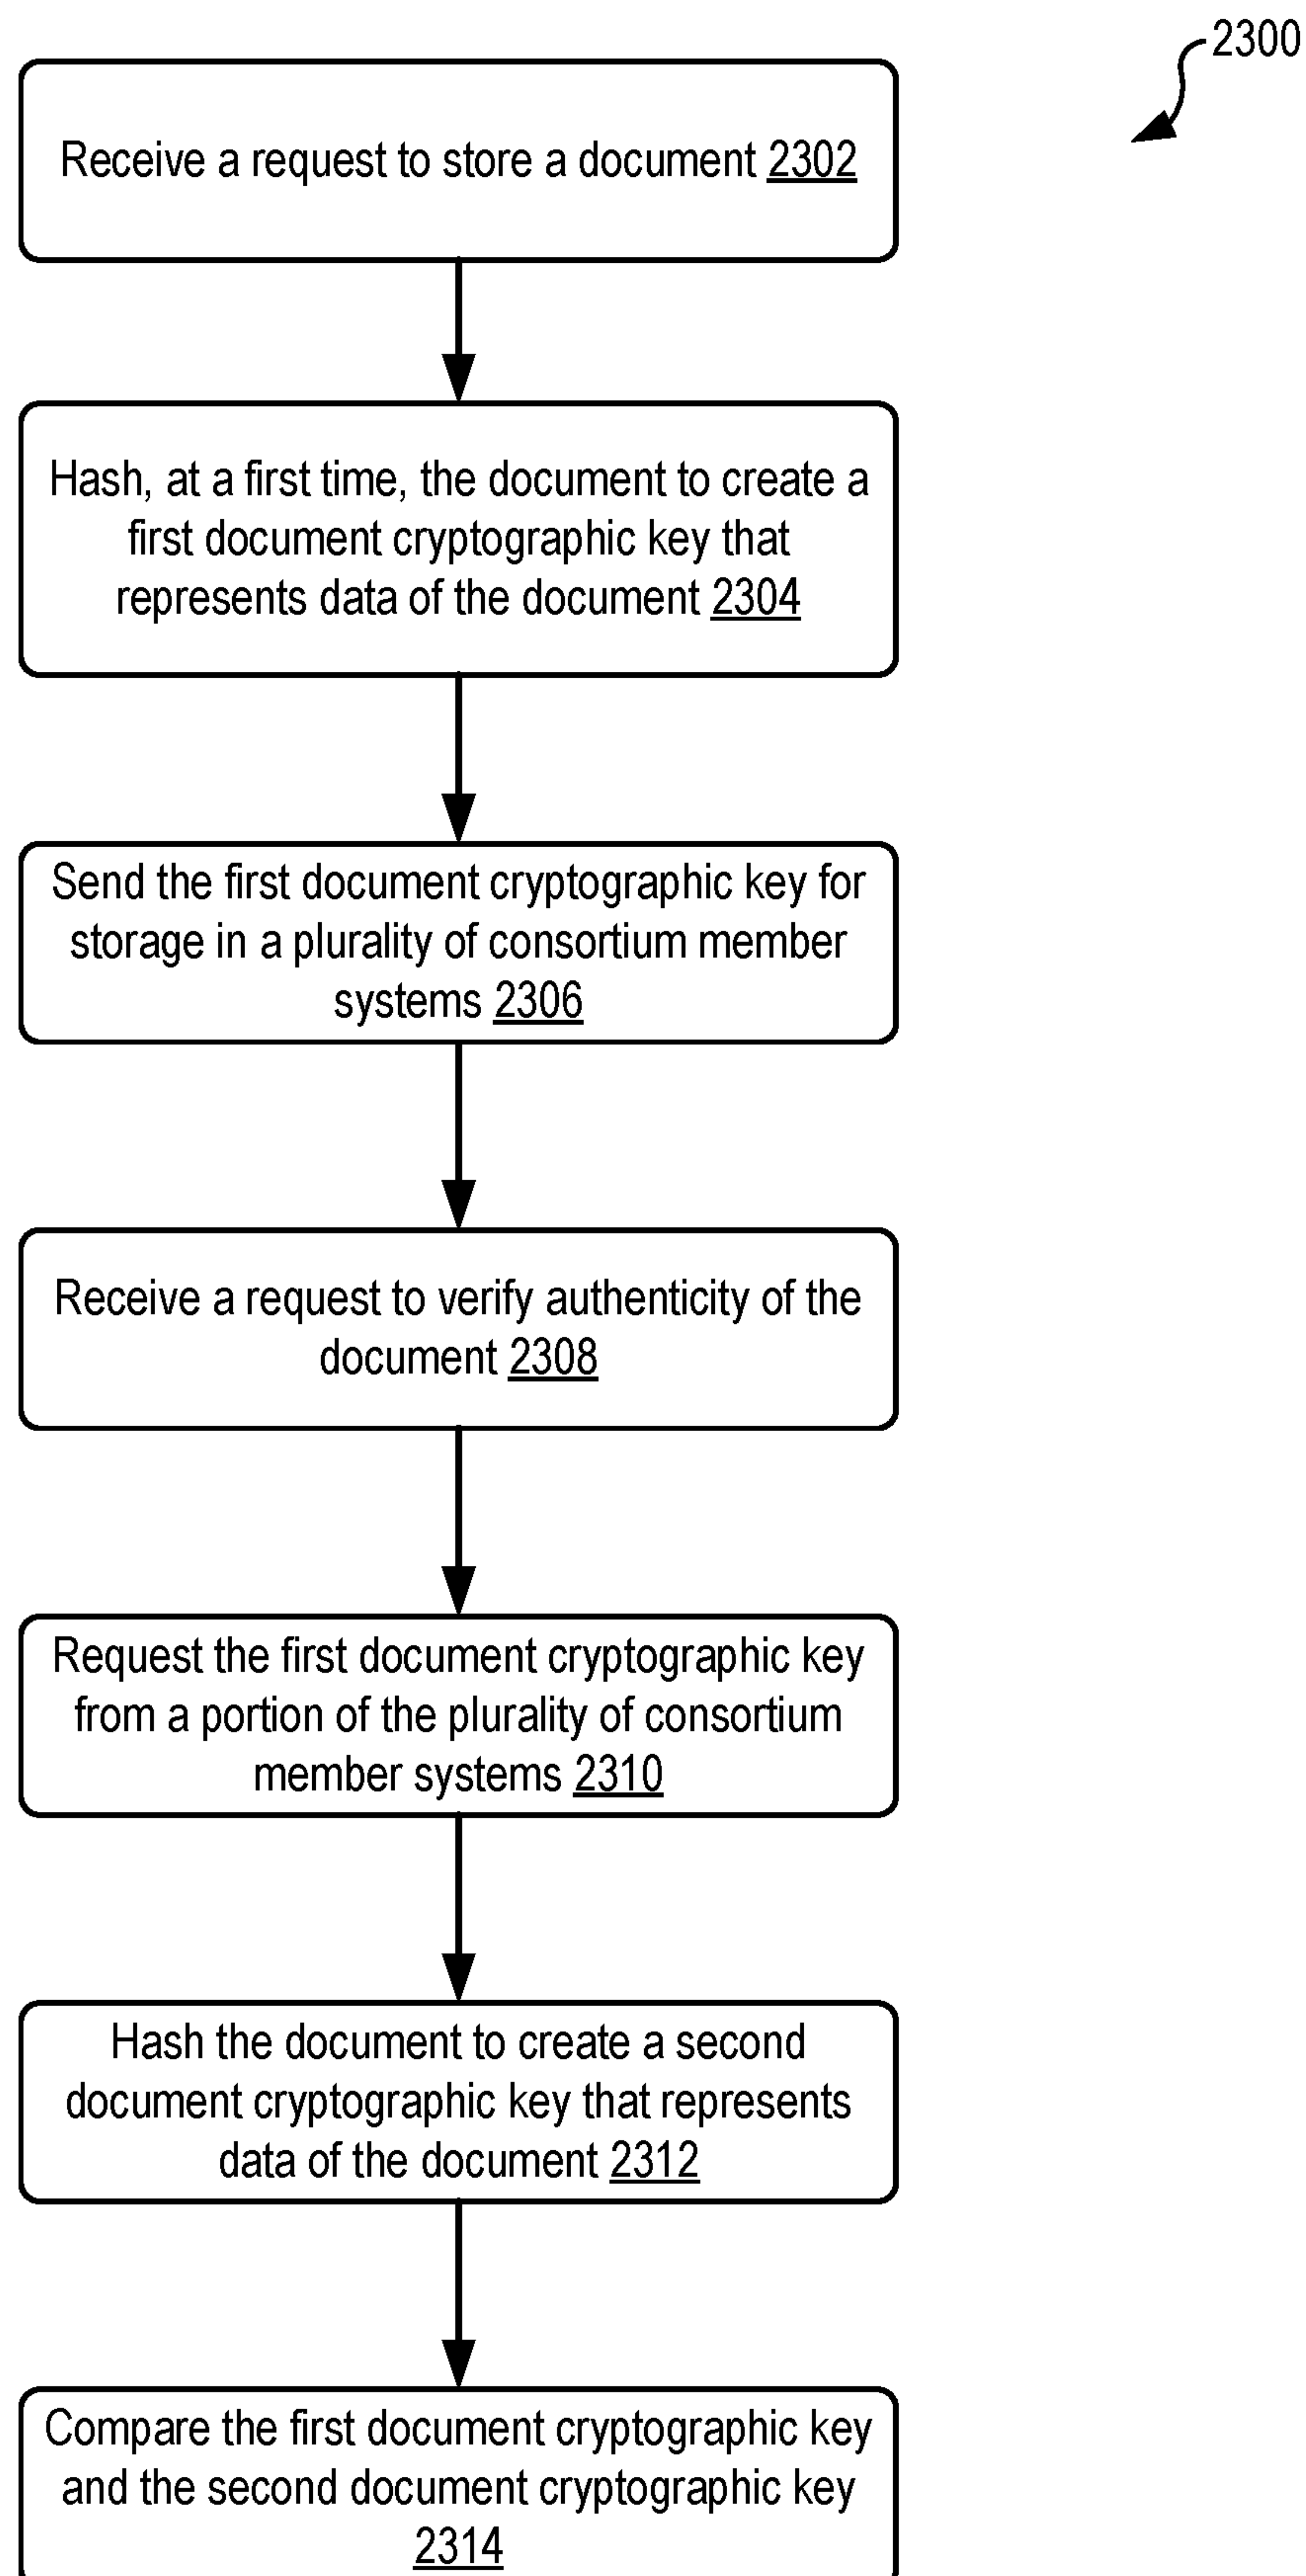 2300
Receive a request to store a document 2302
Hash, at a first time, the document to create a
first document cryptographic key that
represents data of the document 2304
Send the first document cryptographic key for
storage in a plurality of consortium member
systems 2306
Receive a request to verify authenticity of the
document 2308
Request the first document cryptographic key
from a portion of the plurality of consortium
member systems 2310
Hash the document to create a second
document cryptographic key that represents
data of the document 2312
Compare the first document cryptographic key
and the second document cryptographic key
2314